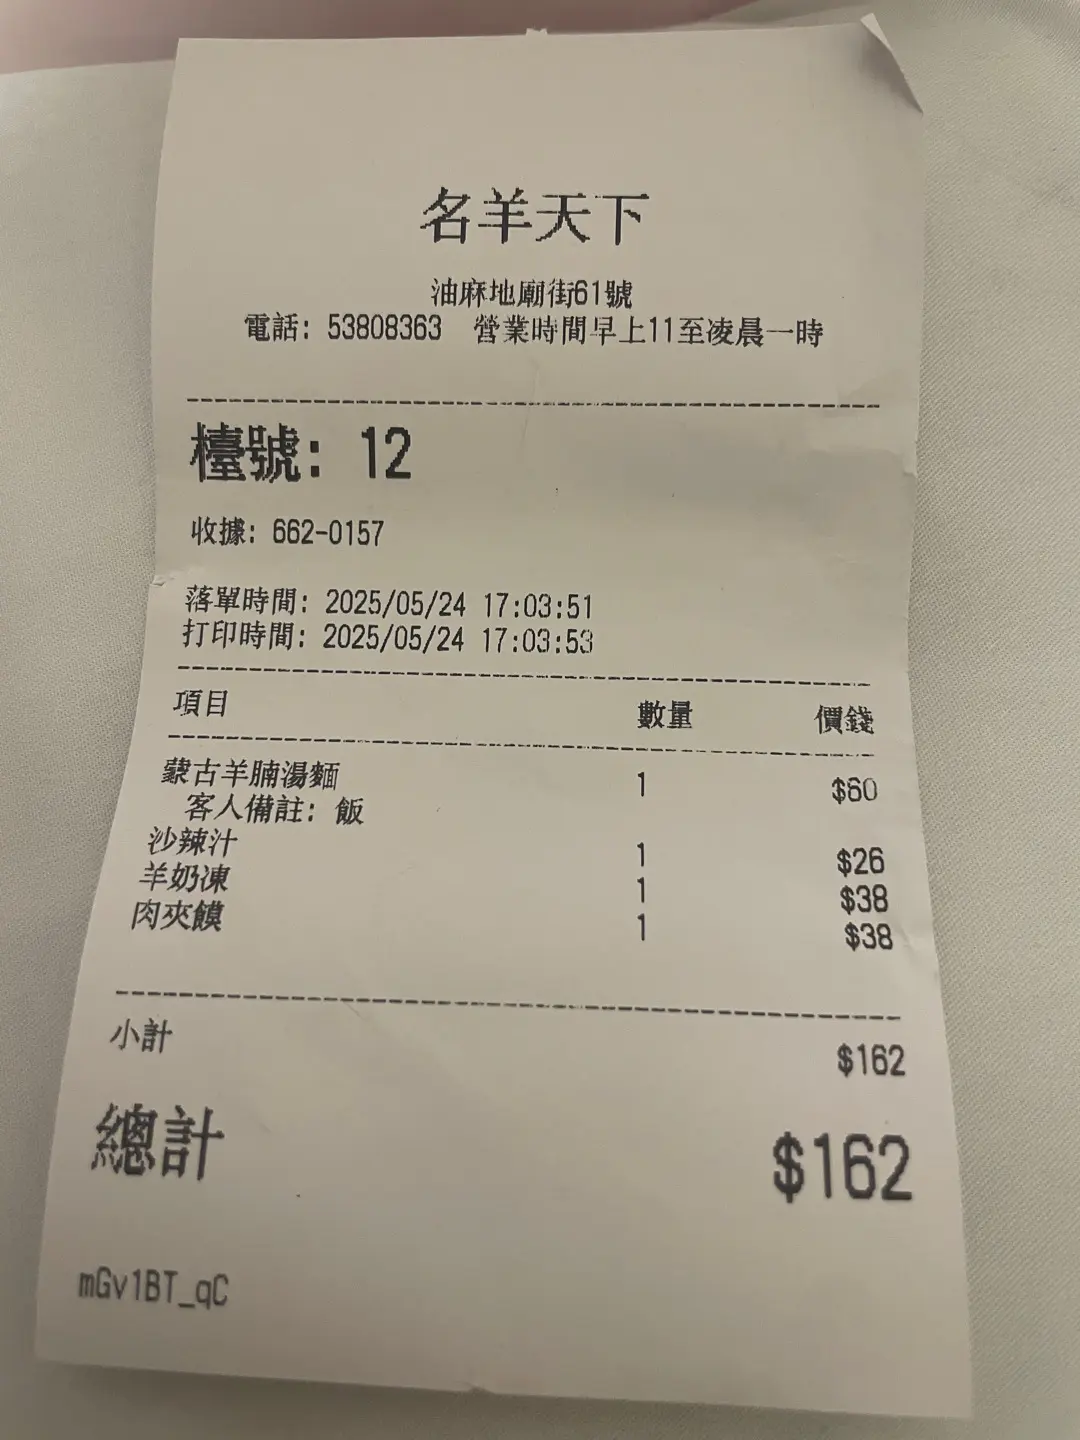 名羊天下
油麻地廟街61號
電話: 53808363 營業時間早上11至凌晨一時
檯號: 12
收據: 662-0157
落單時間: 2025/05/24 17:03:51
打印時間: 2025/05/24 17:03:53
項目 數量 價錢
蒙古羊腩湯麵 1 $60
客人備註: 飯
沙辣汁 1 $26
羊奶凍 1 $38
肉夾饃 1 $38
小計 $162
總計 $162
mGv1BT_qC